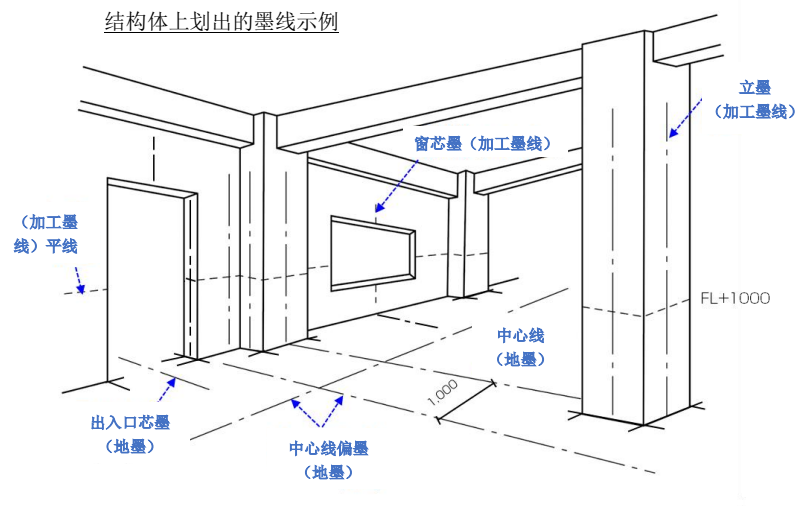 结构体上划出的墨线示例
立墨
（加工墨线）
窗芯墨（加工墨线）
（加工墨
线）平线
FL+1000
中心线
（地墨）
1.000
出入口芯墨
（地墨）
中心线偏墨
（地墨）